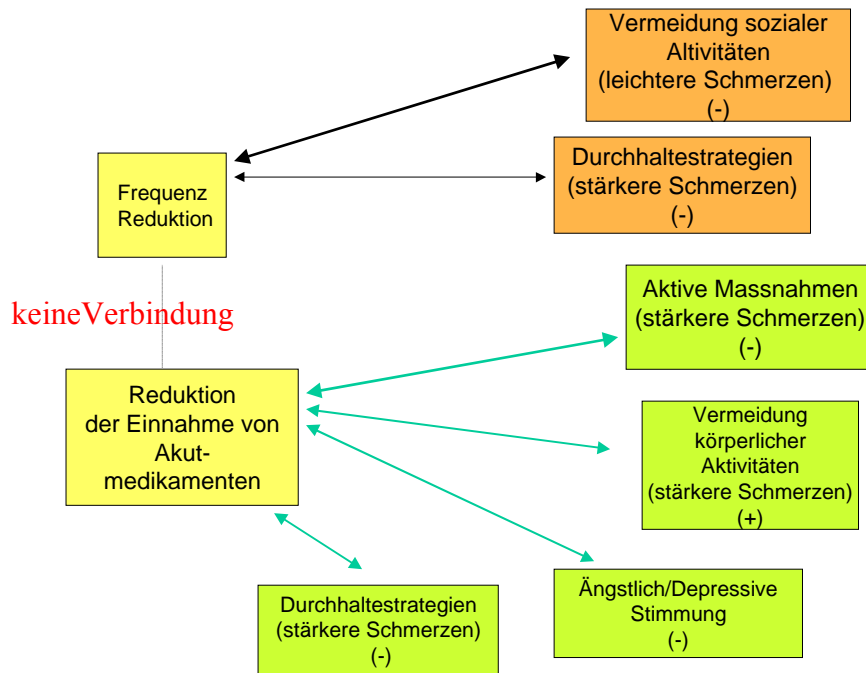 Vermeidung sozialer
Altivitäten
(leichtere Schmerzen)
(-)
Durchhaltestrategien
(stärkere Schmerzen)
(-)
Frequenz
Reduktion
keineVerbindung
Aktive Massnahmen
(stärkere Schmerzen)
(-)
Reduktion
der Einnahme von
Akut-
medikamenten
Vermeidung
körperlicher
Aktivitäten
(stärkere Schmerzen)
(+)
Durchhaltestrategien
(stärkere Schmerzen)
(-)
Ängstlich/Depressive
Stimmung
(-)